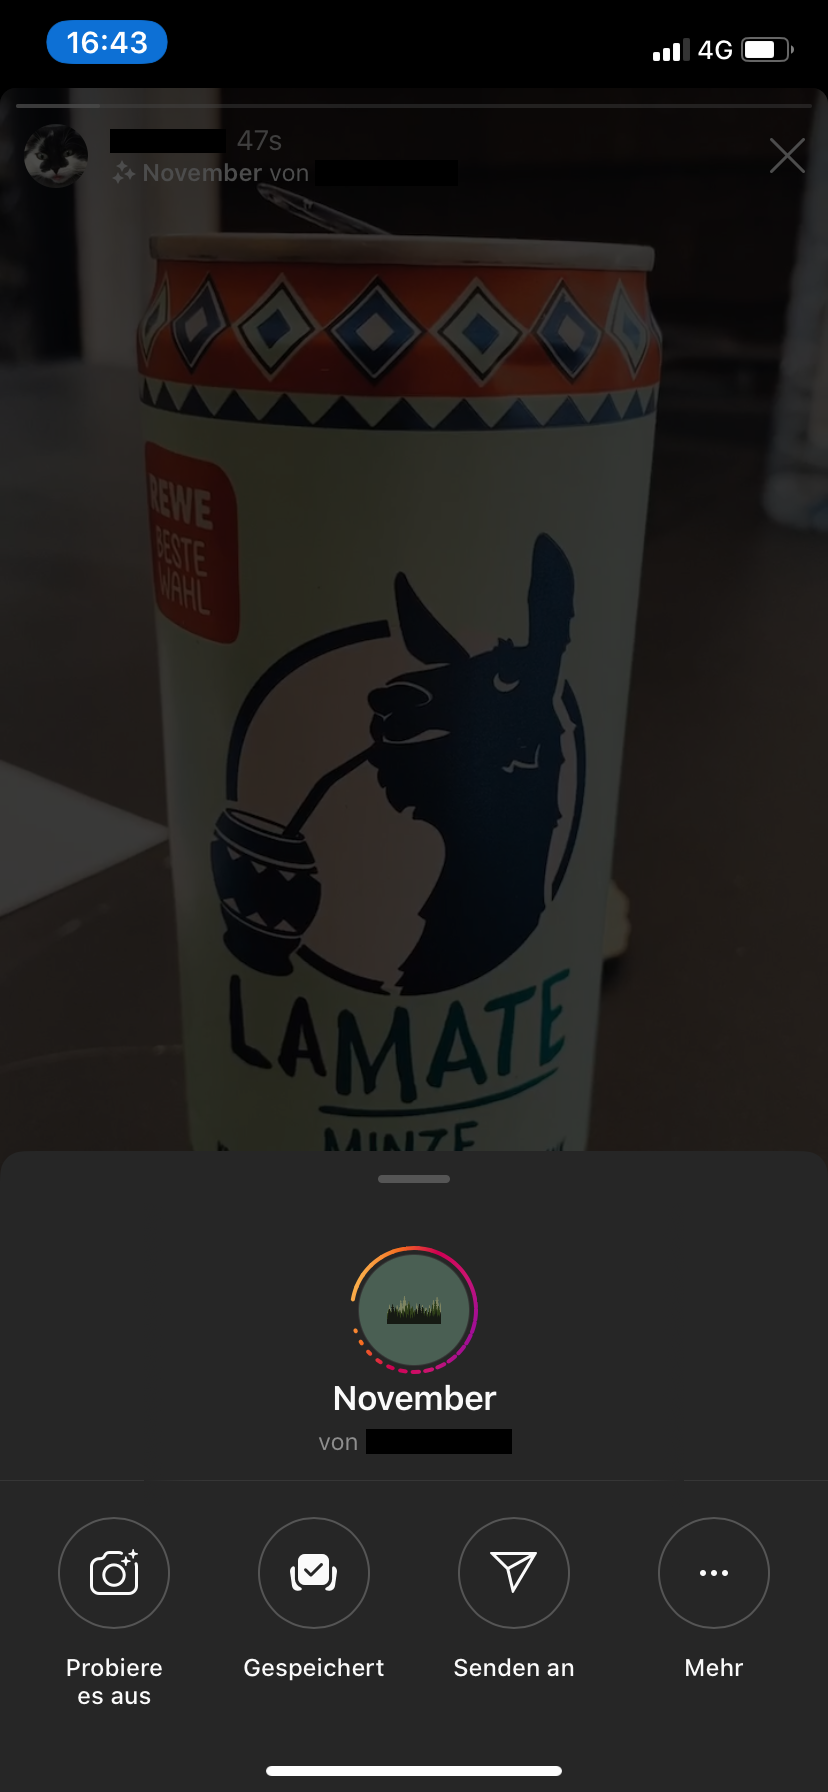 16:43
4G
47s
November von
REWE
BESTE
WAHL
LAMATE
MINZE
November
von
Probiere
es aus
Gespeichert
Senden an
Mehr